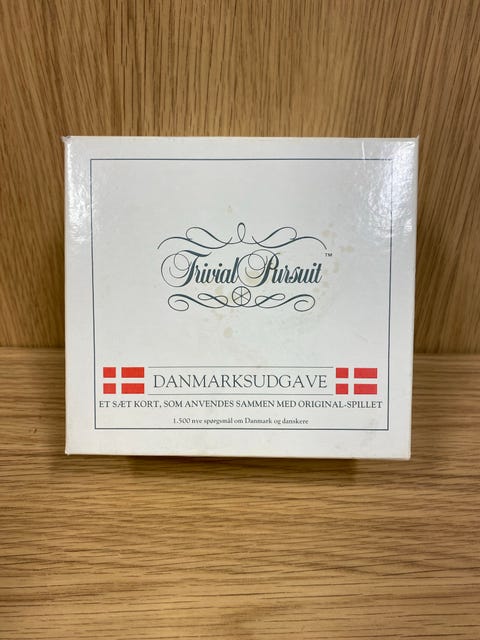 Trivial Pursuit™
DANMARKSUDGAVE
ET SÆT KORT, SOM ANVENDES SAMMEN MED ORIGINAL-SPILLET
1.500 nye spørgsmål om Danmark og danskere